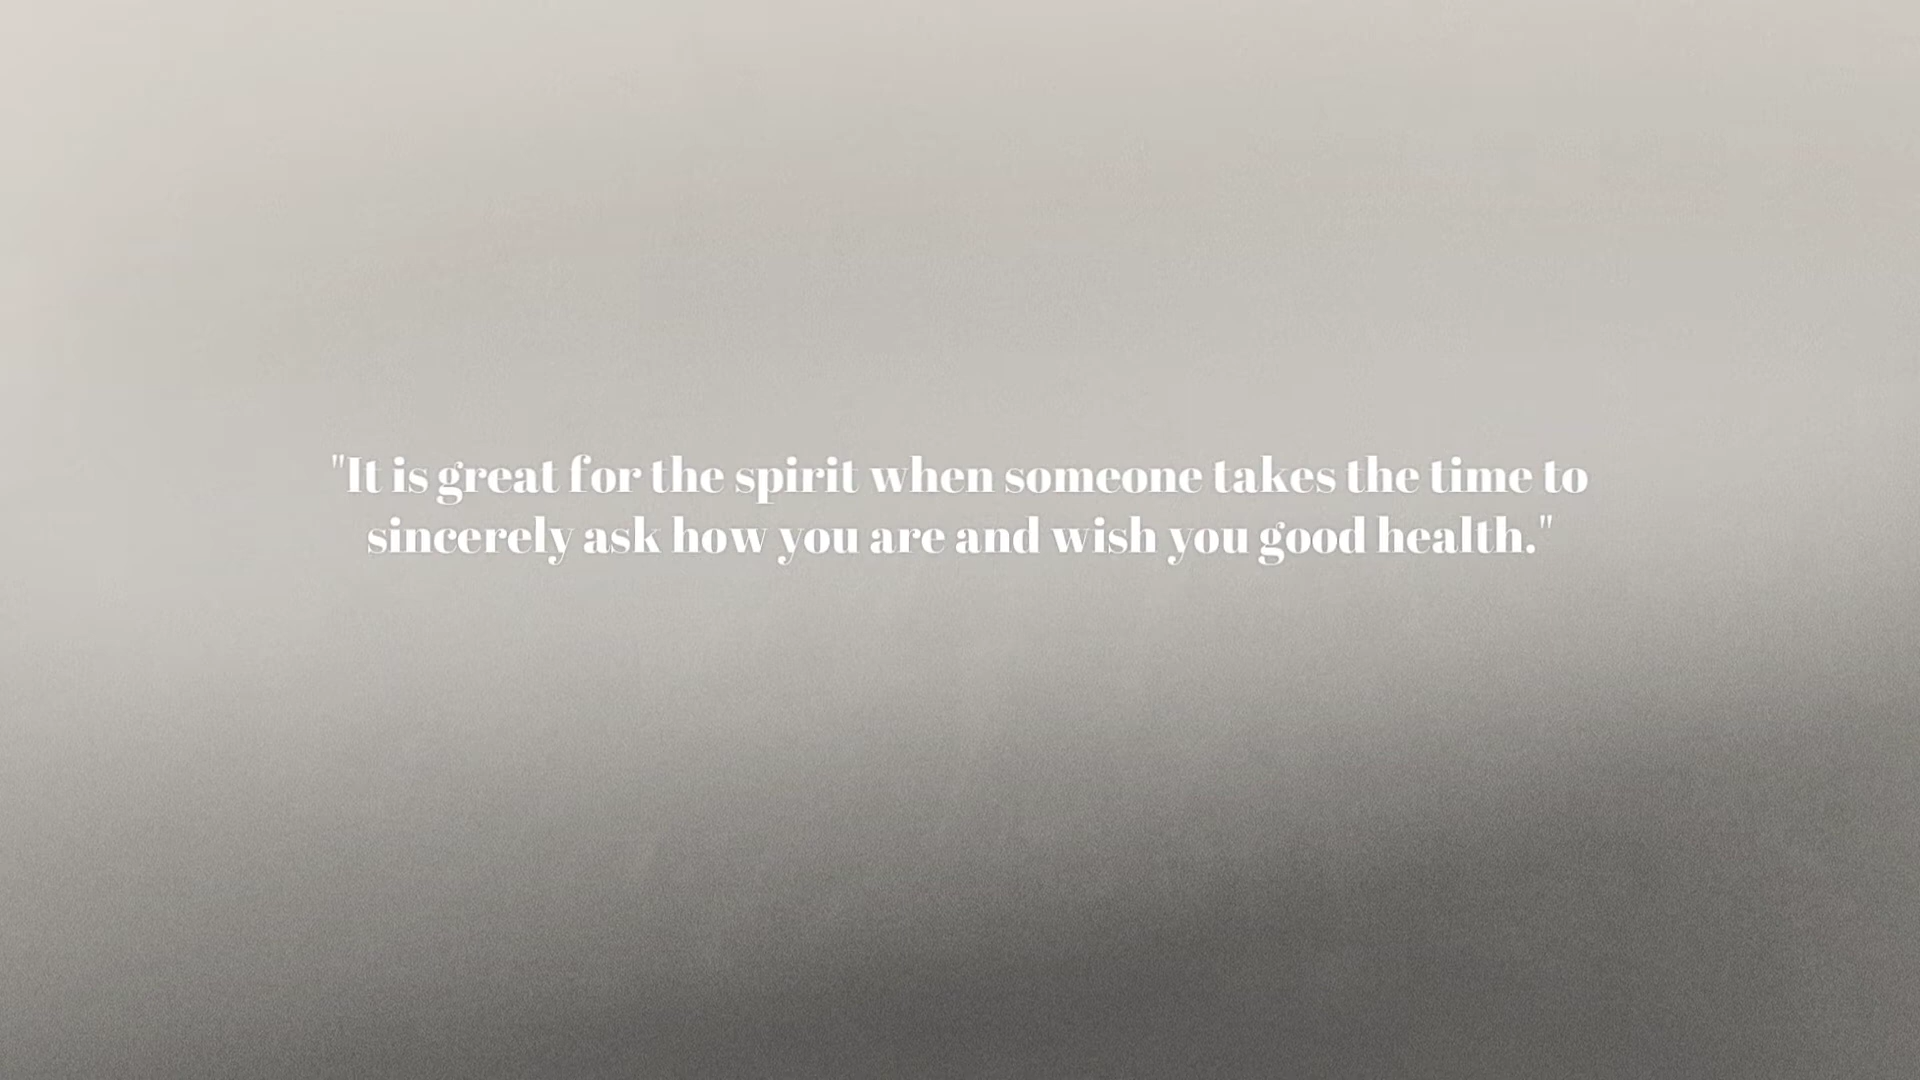 "It is great for the spirit when someone takes the time to
sincerely ask how you are and wish you good health."